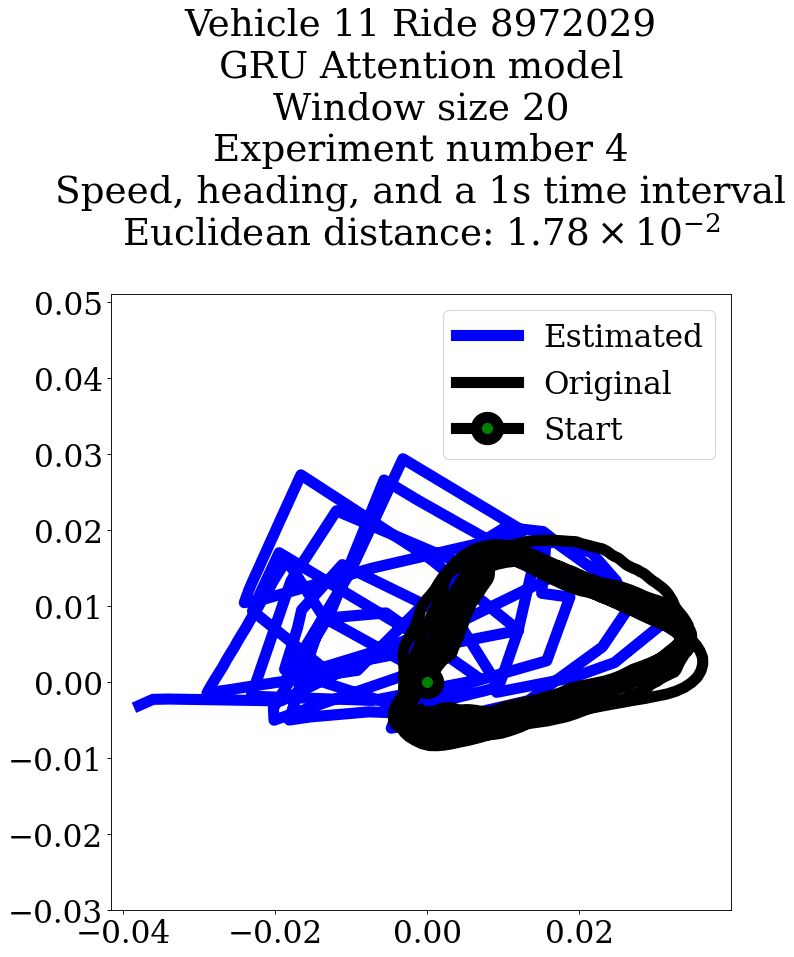 Vehicle 11 Ride 8972029
GRU Attention model
Window size 20
Experiment number 4
Speed, heading, and a 1s time interval
Euclidean distance: 1.78 × 10⁻²
0.05
0.04
0.03
0.02
0.01
0.00
−0.01
−0.02
−0.03
Estimated
Original
Start
−0.04 −0.02 0.00 0.02